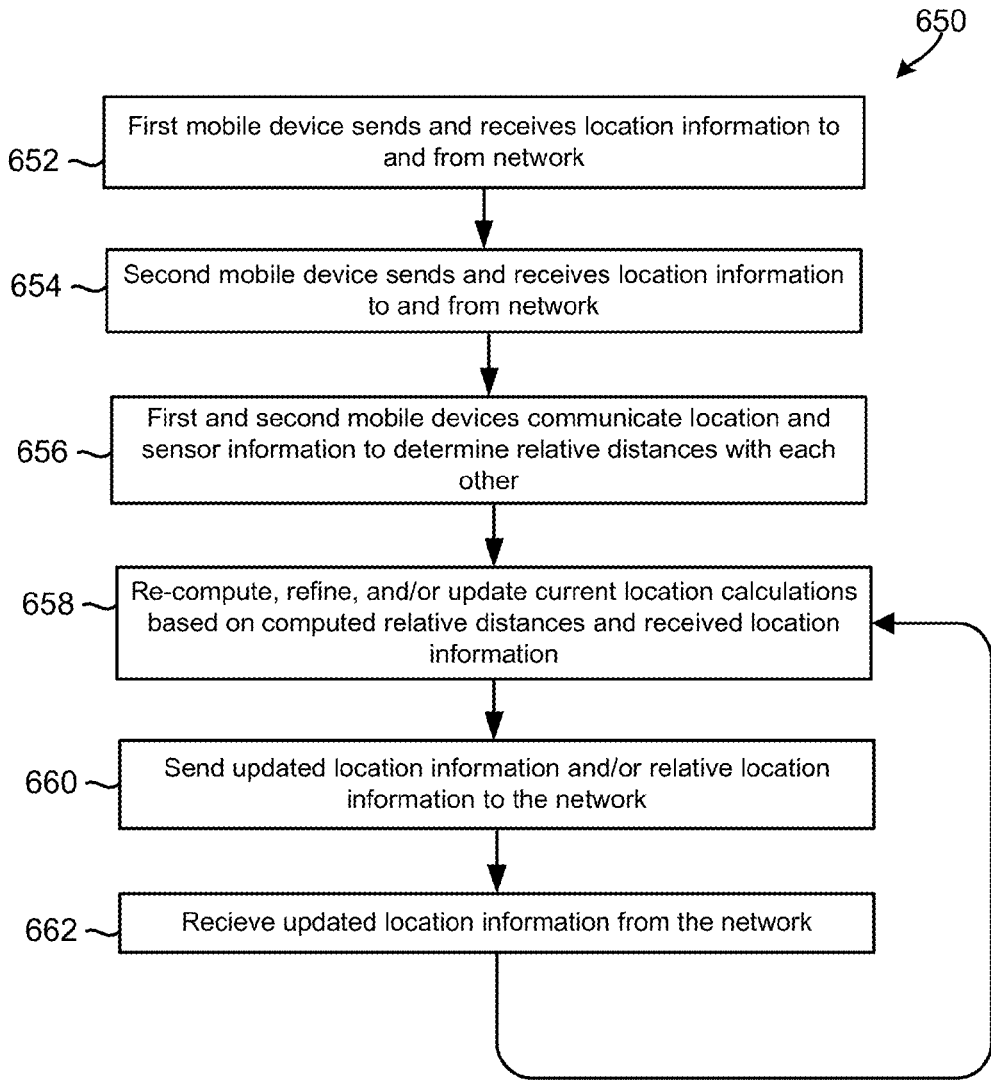 650
First mobile device sends and receives location information to
and from network
652
Second mobile device sends and receives location information
to and from network
654
First and second mobile devices communicate location and
sensor information to determine relative distances with each
other
656
Re-compute, refine, and/or update current location calculations
based on computed relative distances and received location
information
658
Send updated location information and/or relative location
information to the network
660
Recieve updated location information from the network
662